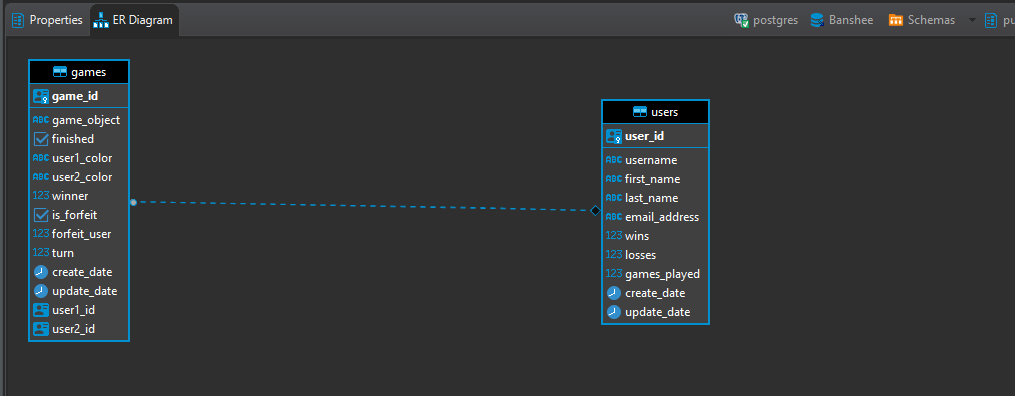 Properties
ER Diagram
postgres
Banshee
Schemas
games
game_id
ABC game_object
finished
ABC user1_color
ABC user2_color
123 winner
is_forfeit
123 forfeit_user
123 turn
create_date
update_date
user1_id
user2_id
users
user_id
ABC username
ABC first_name
ABC last_name
ABC email_address
123 wins
123 losses
123 games_played
create_date
update_date